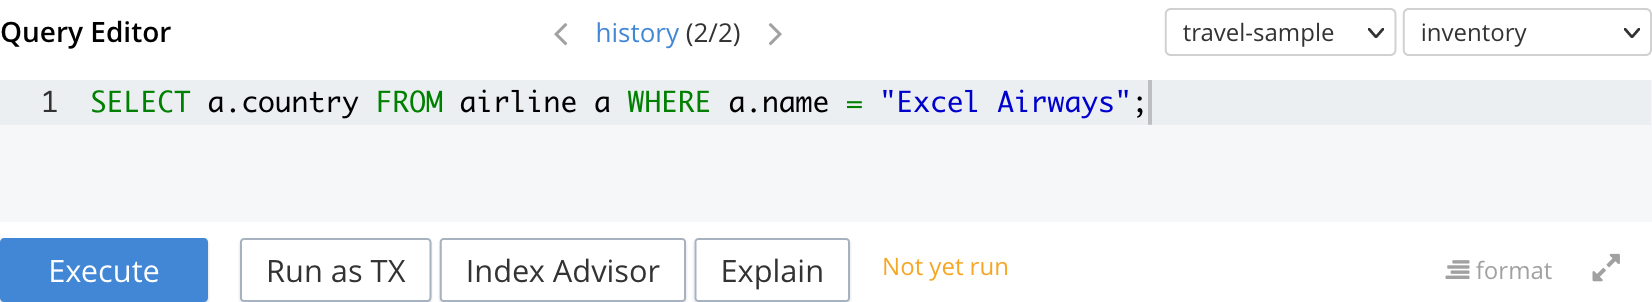 Query Editor history (2/2) travel-sample inventory
1 SELECT a.country FROM airline a WHERE a.name = "Excel Airways";
Execute Run as TX Index Advisor Explain Not yet run format